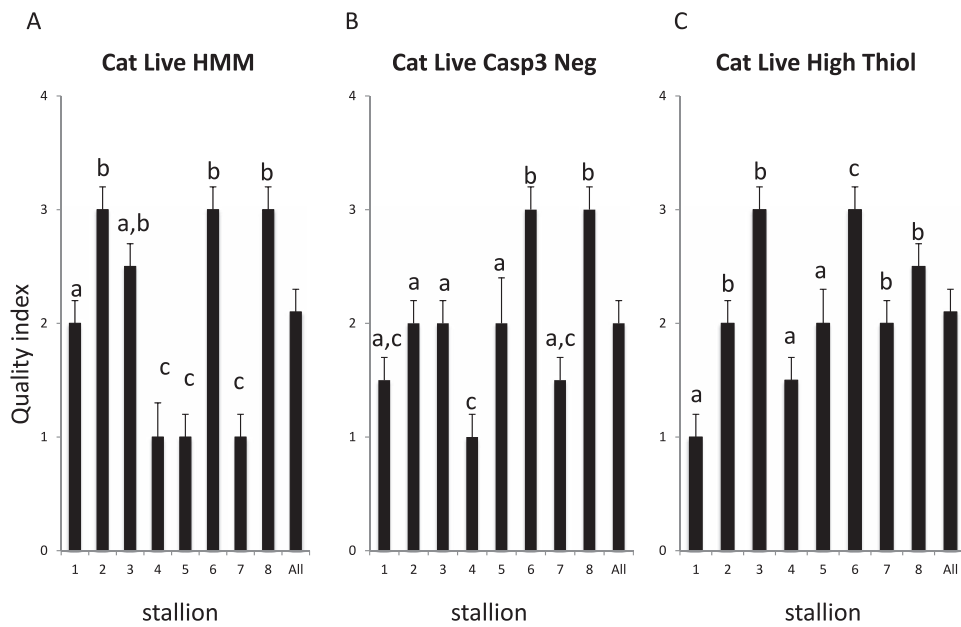 A
B
C
Cat Live HMM
Cat Live Casp3 Neg
Cat Live High Thiol
Quality index
4
3
2
1
0
a
b
a,b
c
c
b
c
b
1 2 3 4 5 6 7 8 All
stallion
4
3
2
1
0
a,c
a
a
c
a
b
a,c
b
1 2 3 4 5 6 7 8 All
stallion
4
3
2
1
0
a
b
b
a
a
c
b
b
1 2 3 4 5 6 7 8 All
stallion